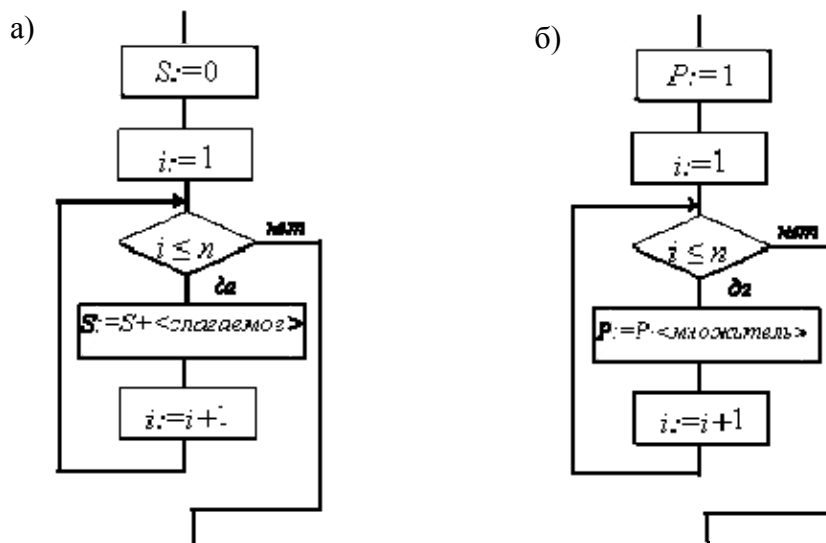 а)
S:=0
i:=1
i ≤ n
нет
да
S:=S+<слагаемое>
i:=i+1
б)
P:=1
i:=1
i ≤ n
нет
да
P:=P·<множитель>
i:=i+1